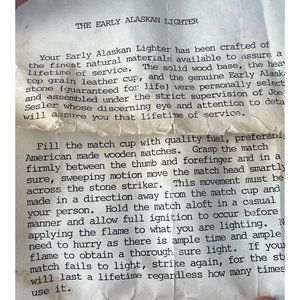 THE EARLY ALASKAN LIGHTER
Your Early Alaskan Lighter has been crafted of
the finest natural materials available to assure a
lifetime of service. The solid wood base, the
top grain leather cup, and the genuine Early
stone (guaranteed for life) were personally
and assembled under the strict supervision of Joe
Sesler whose discerning eye and attention to
will assure you that lifetime of service.
Fill the match cup with quality fuel,
American made wooden matches. Grasp the match
firmly between the thumb and forefinger and in a
sure, sweeping motion move the match head smartly
across the stone striker. This movement must be
made in a direction away from the match cup and
your person. Hold the match aloft in a casual
manner and allow full ignition to occur before
applying the flame to what you are lighting.
need to hurry as there is ample time and
flame to obtain a thorough sure light. If your
match fails to light, strike again, for the
will last a lifetime regardless how many times
use it.